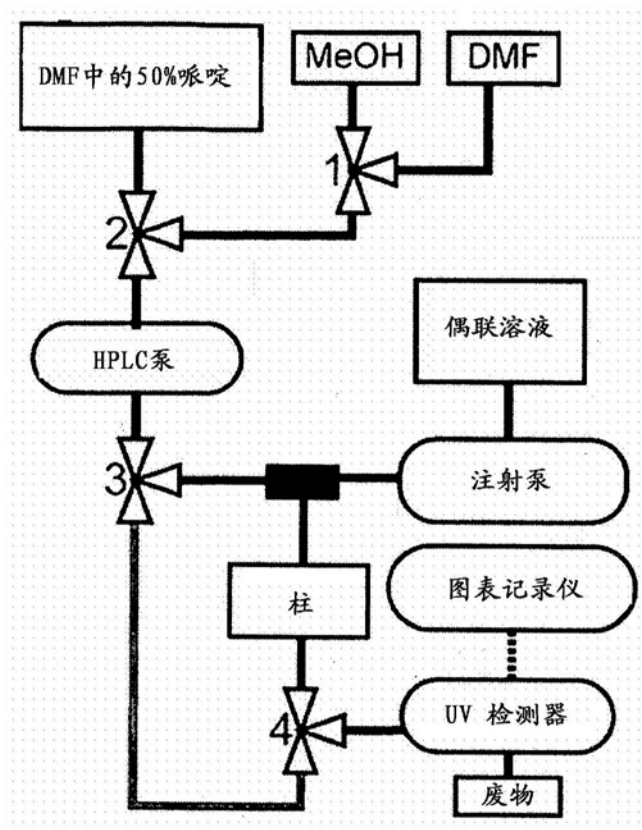 DMF中的50%哌啶
MeOH
DMF
1
2
HPLC泵
偶联溶液
3
注射泵
柱
图表记录仪
4
UV 检测器
废物